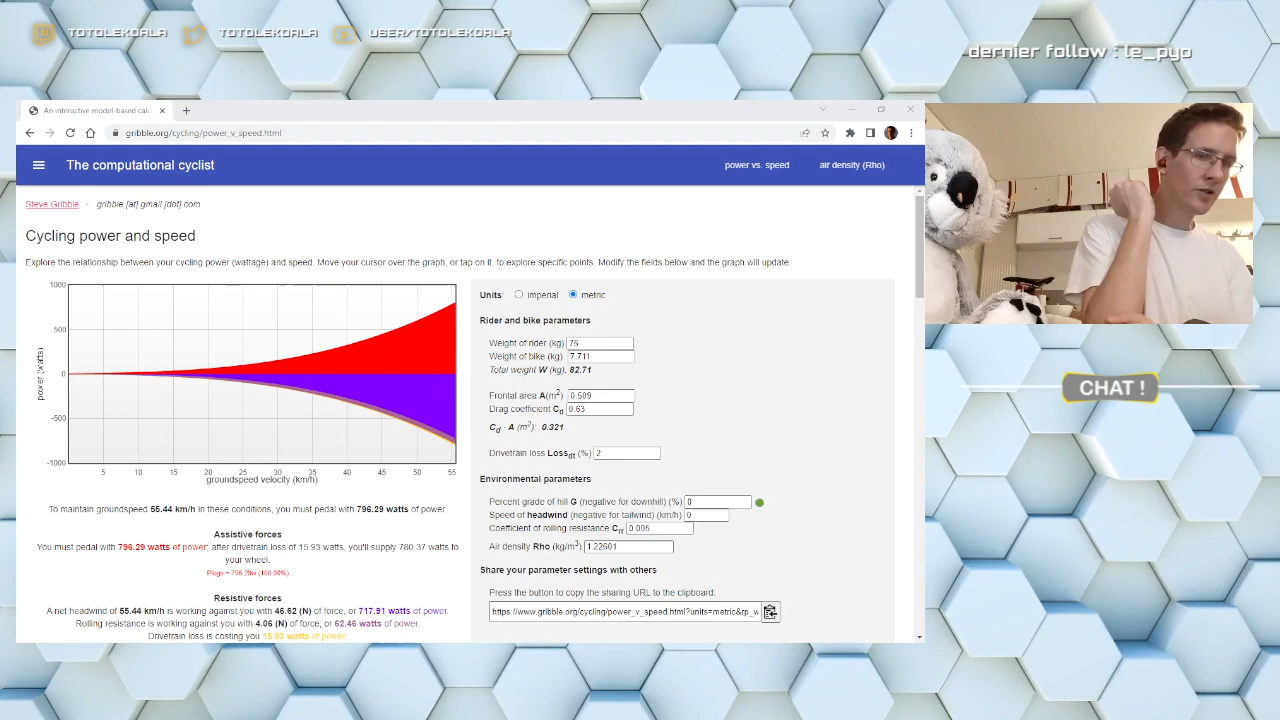 TOTOLEKOALA
TOTOLEKOALA
USER/TOTOLEKOALA
dernier follow : le_pyo
An interactive model-based calc
gribble.org/cycling/power_v_speed.html
The computational cyclist
power vs. speed
air density (Rho)
Steve Gribble - gribble [at] gmail [dot] com
Cycling power and speed
Explore the relationship between your cycling power (wattage) and speed. Move your cursor over the graph, or tap on it, to explore specific points. Modify the fields below and the graph will update.
1000
500
0
-500
-1000
power (watts)
5 10 15 20 25 30 35 40 45 50 55
groundspeed velocity (km/h)
To maintain groundspeed 55.44 km/h in these conditions, you must pedal with 796.29 watts of power.
Assistive forces
You must pedal with 796.29 watts of power; after drivetrain loss of 15.93 watts, you'll supply 780.37 watts to
your wheel.
Plegs = 796.29w (100.00%)
Resistive forces
A net headwind of 55.44 km/h is working against you with 46.62 (N) of force, or 717.91 watts of power.
Rolling resistance is working against you with 4.06 (N) of force, or 62.46 watts of power.
Drivetrain loss is costing you 15.93 watts of power.
Units: imperial metric
Rider and bike parameters
Weight of rider (kg) 75
Weight of bike (kg) 7.711
Total weight W (kg): 82.71
Frontal area A(m2) 0.509
Drag coefficient Cd 0.63
Cd · A (m2): 0.321
Drivetrain loss Lossdt (%) 2
Environmental parameters
Percent grade of hill G (negative for downhill) (%) 0
Speed of headwind (negative for tailwind) (km/h) 0
Coefficient of rolling resistance Crr 0.005
Air density Rho (kg/m3) 1.22601
Share your parameter settings with others
Press the button to copy the sharing URL to the clipboard:
https://www.gribble.org/cycling/power_v_speed.html?units=metric&rp_w
CHAT !